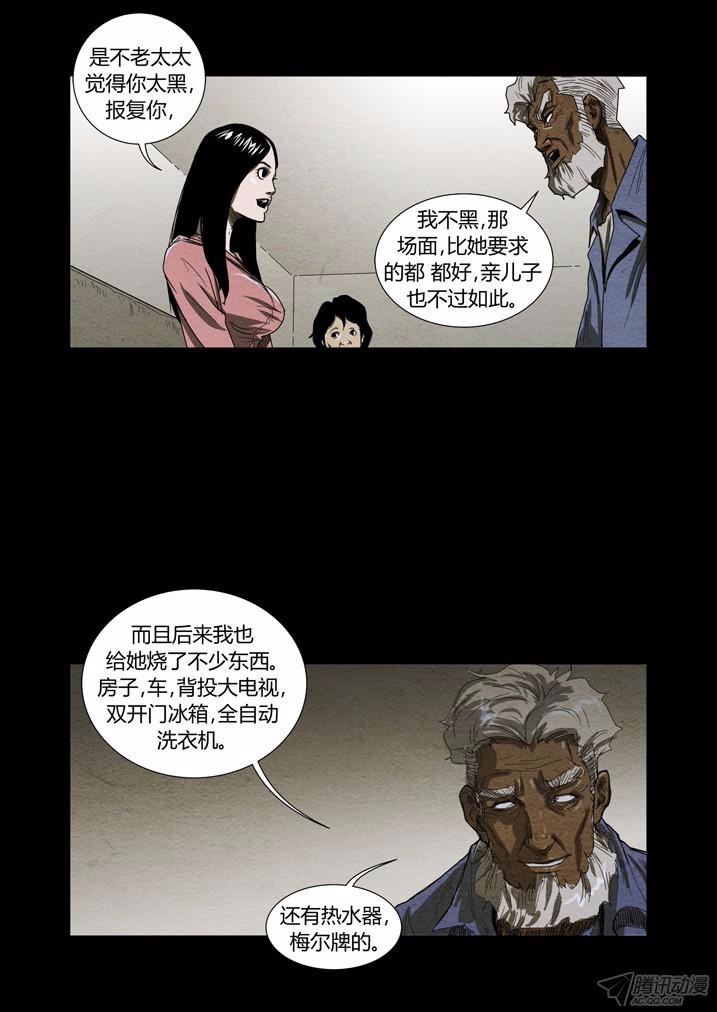 是不老太太
觉得你太黑，
报复你，
我不黑，那
场面，比她要求
的都 都好，亲儿子
也不过如此。
而且后来我也
给她烧了不少东西。
房子，车，背投大电视，
双开门冰箱，全自动
洗衣机。
还有热水器，
梅尔牌的。
腾讯动漫